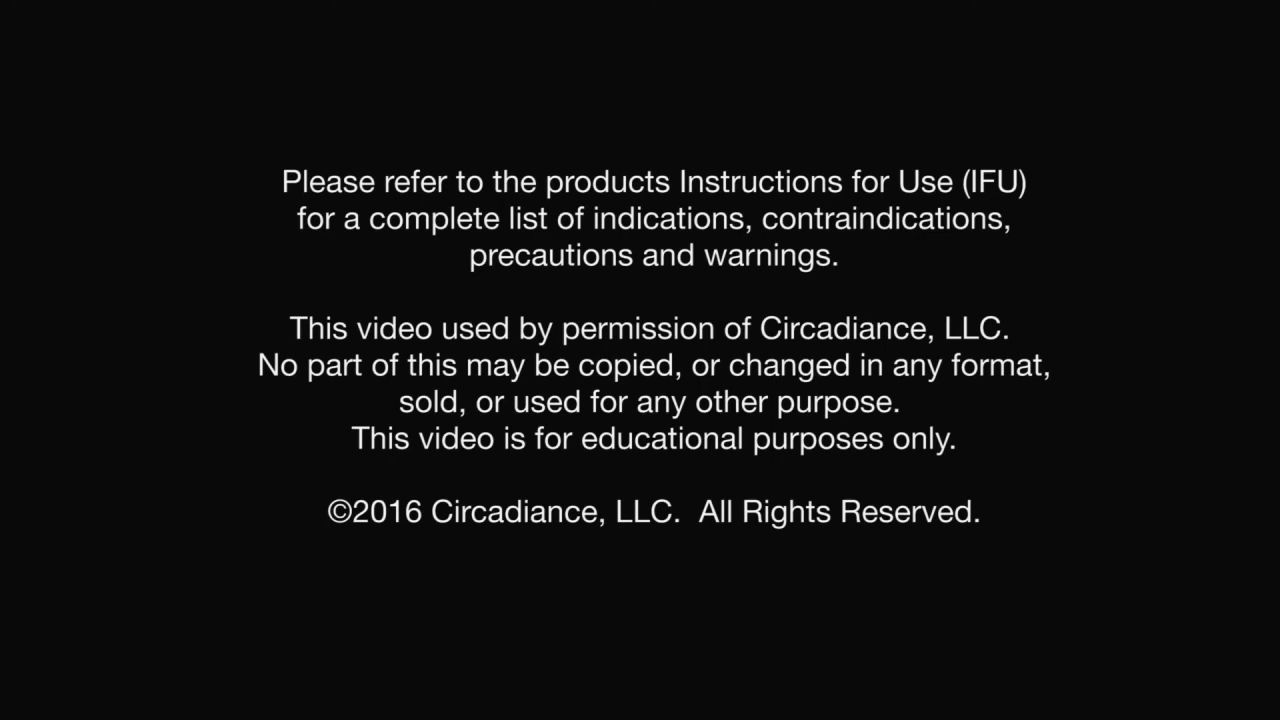 Please refer to the products Instructions for Use (IFU)
for a complete list of indications, contraindications,
precautions and warnings.
This video used by permission of Circadiance, LLC.
No part of this may be copied, or changed in any format,
sold, or used for any other purpose.
This video is for educational purposes only.
©2016 Circadiance, LLC.  All Rights Reserved.